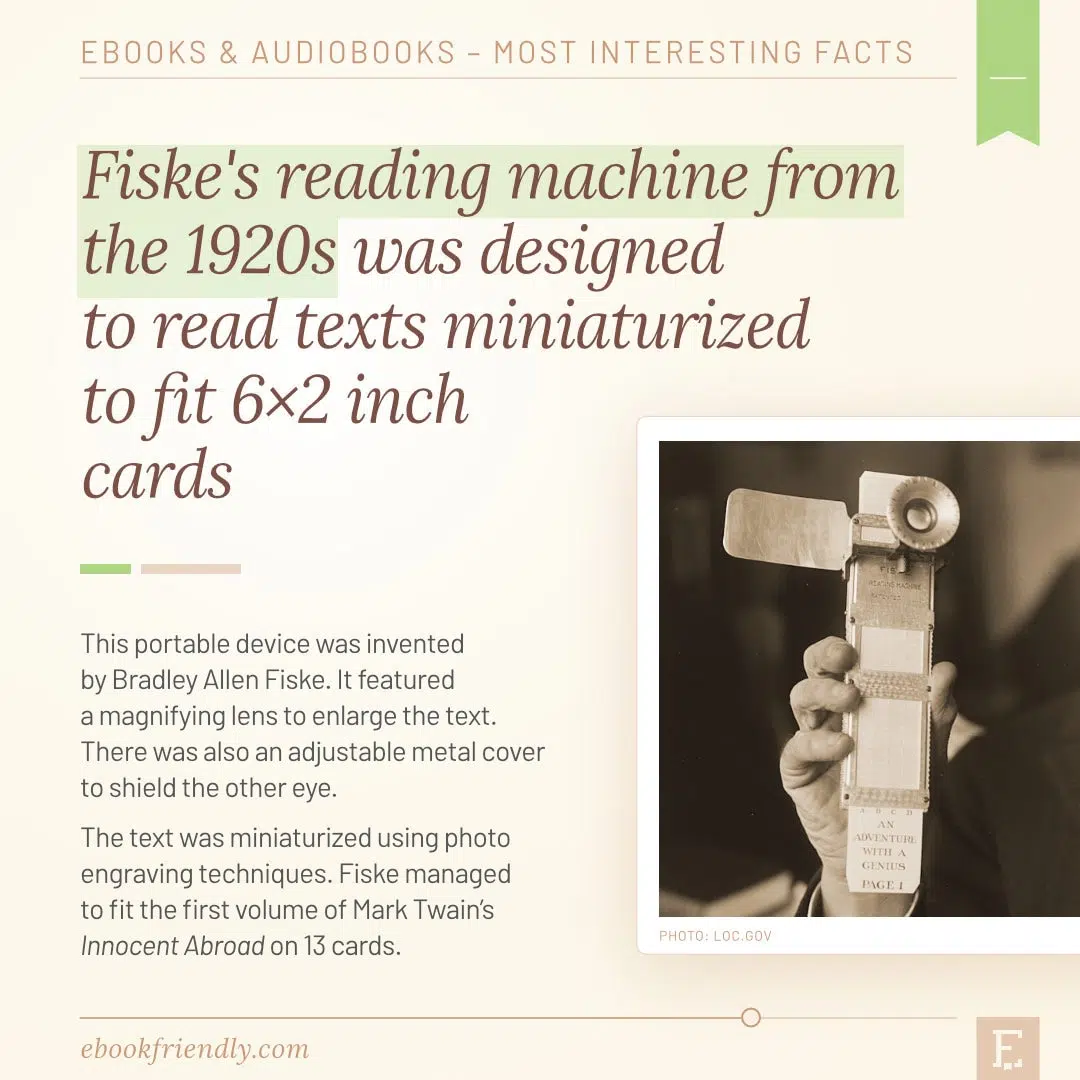 EBOOKS & AUDIOBOOKS – MOST INTERESTING FACTS
Fiske's reading machine from
the 1920s was designed
to read texts miniaturized
to fit 6×2 inch
cards
This portable device was invented
by Bradley Allen Fiske. It featured
a magnifying lens to enlarge the text.
There was also an adjustable metal cover
to shield the other eye.
The text was miniaturized using photo
engraving techniques. Fiske managed
to fit the first volume of Mark Twain’s
Innocent Abroad on 13 cards.
READING MACHINE
PATENTED
A B C D
AN
ADVENTURE
WITH A
GENIUS
PAGE 1
PHOTO: LOC.GOV
ebookfriendly.com
E